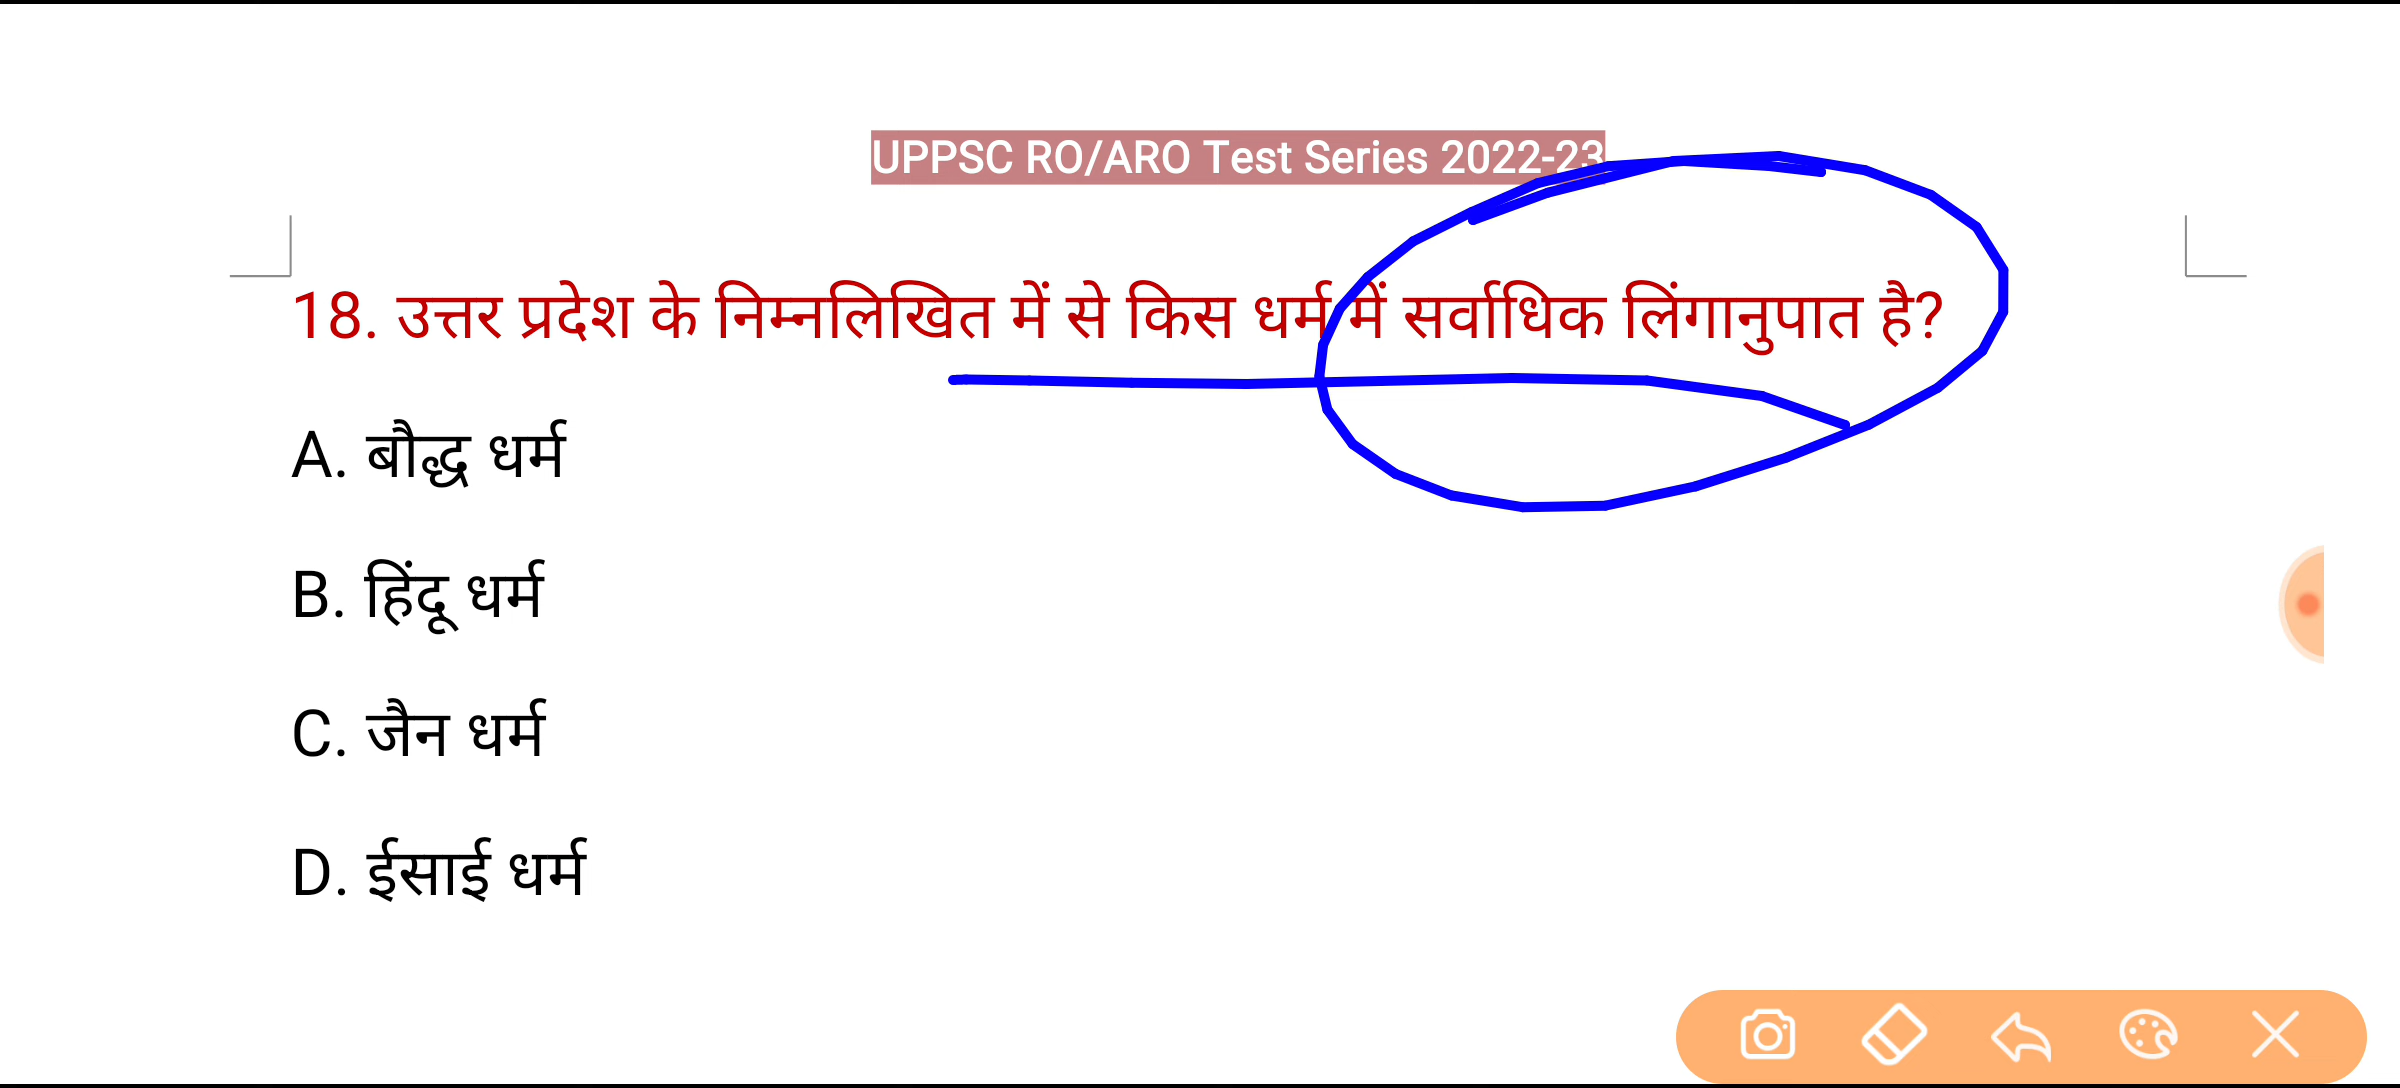 UPPSC RO/ARO Test Series 2022-23
18. उत्तर प्रदेश के निम्नलिखित में से किस धर्म में सर्वाधिक लिंगानुपात है?
A. बौद्ध धर्म
B. हिंदू धर्म
C. जैन धर्म
D. ईसाई धर्म